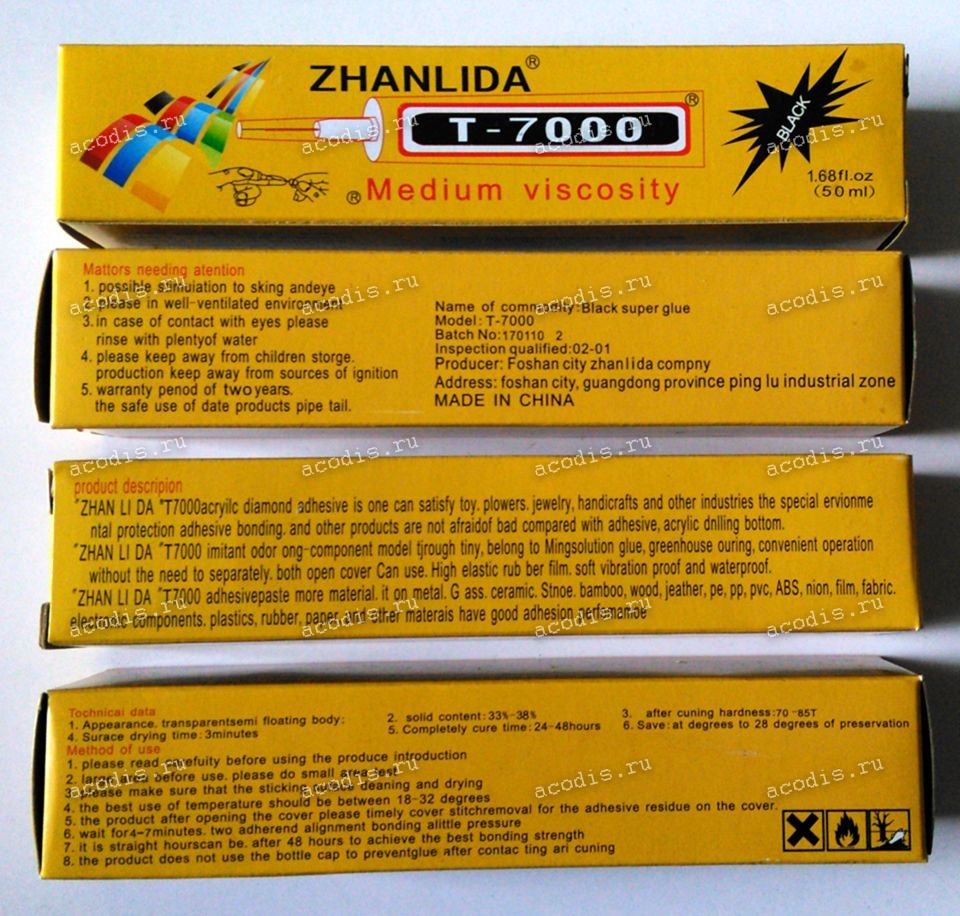 ZHANLIDA®
T-7000 ®
BLACK
® Medium viscosity
1.68fl.oz
(50 ml)
Mattors needing atention
1. possible stimulation to sking andeye
2. please in well-ventilated environment
3. in case of contact with eyes please
rinse with plentyof water
4. please keep away from children storge.
production keep away from sources of ignition
5. warranty penod of two years.
the safe use of date products pipe tail.
Name of commodity: Black super glue
Model: T-7000
Batch No:170110 2
Inspection qualified:02-01
Producer: Foshan city zhanlida compny
Address: foshan city, guangdong province ping lu industrial zone
MADE IN CHINA
product descripion
"ZHAN LI DA "T7000acryilc diamond adhesive is one can satisfy toy. plowers. jewelry, handicrafts and other industries the special ervionme
ntal protection adhesive bonding. and other products are not afraidof bad compared with adhesive, acrylic dnlling bottom.
"ZHAN LI DA "T7000 imitant odor ong-component model tjrough tiny, belong to Mingsolution glue, greenhouse ouring, convenient operation
without the need to separately. both open cover Can use. High elastic rub ber film. soft vibration proof and waterproof.
"ZHAN LI DA "T7000 adhesivepaste more material. it on metal. G ass. ceramic. Stnoe. bamboo, wood, jeather, pe, pp, pvc, ABS, nion, film, fabric.
electronic components. plastics, rubber, paper and other materais have good adhesion perfemanoe
Tochnicai data
1. Appearance. transparentsemi floating body:
2. solid content:33%-38%
3. after cuning hardness:70 -85T
4. Surace drying time:3minutes
5. Completely cure time:24-48hours
6. Save:at degrees to 28 degrees of preservation
Method of use
1. please read carefuity before using the produce introduction
2. large area before use. please do small area test
3. please make sure that the sticking surface deaning and drying
4. the best use of temperature should be between 18-32 degrees
5. the product after opening the cover please timely cover stitchremoval for the adhesive residue on the cover.
6. wait for4-7minutes. two adherend alignment bonding alittle pressure
7. it is straight hourscan be. after 48 hours to achieve the best bonding strength
8. the product does not use the bottle cap to preventglue after contac ting ari cuning
acodis.ru